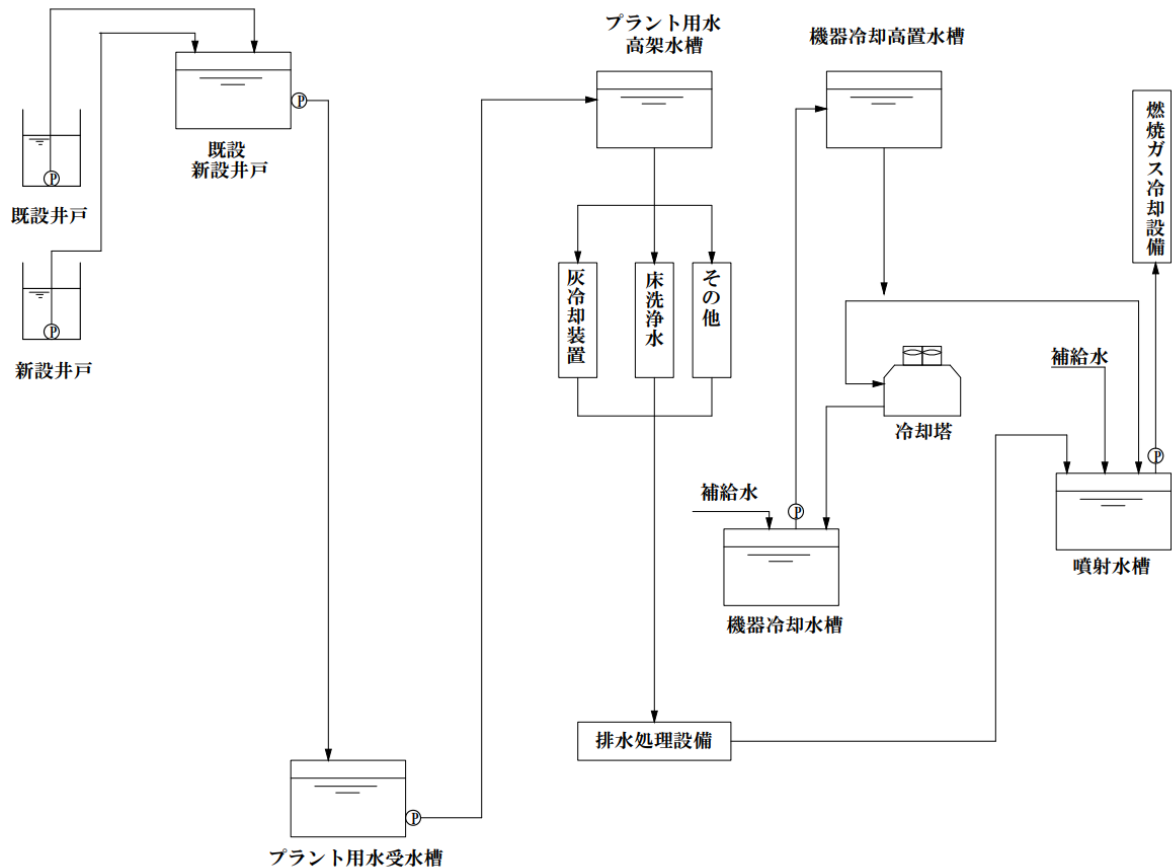 プラント用水
高架水槽
機器冷却高置水槽
P
既設
新設井戸
P
既設井戸
P
新設井戸
燃焼ガス冷却設備
灰冷却装置
床洗浄水
その他
補給水
冷却塔
P
補給水
P
噴射水槽
機器冷却水槽
排水処理設備
P
プラント用水受水槽